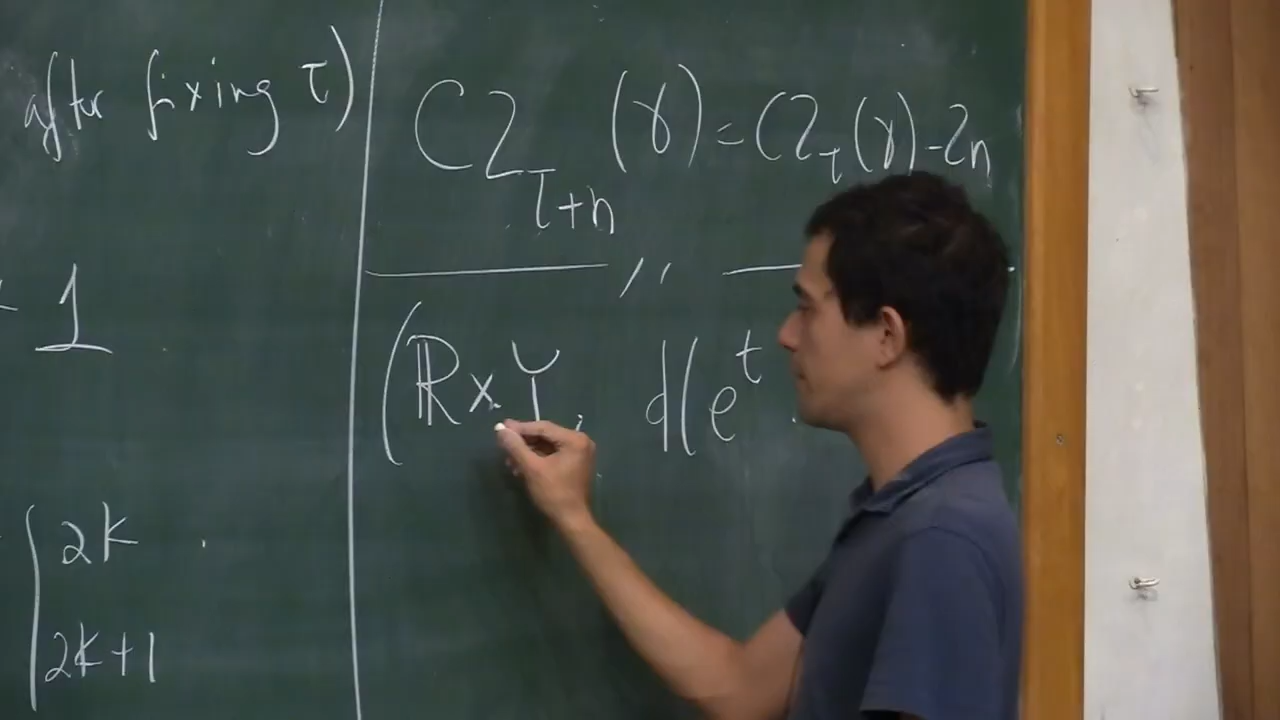 after fixing τ)
1
2k
2k+1
CZ_{τ+n} (γ) = CZ_τ (γ) - 2n
(ℝ × Y, d(e^t